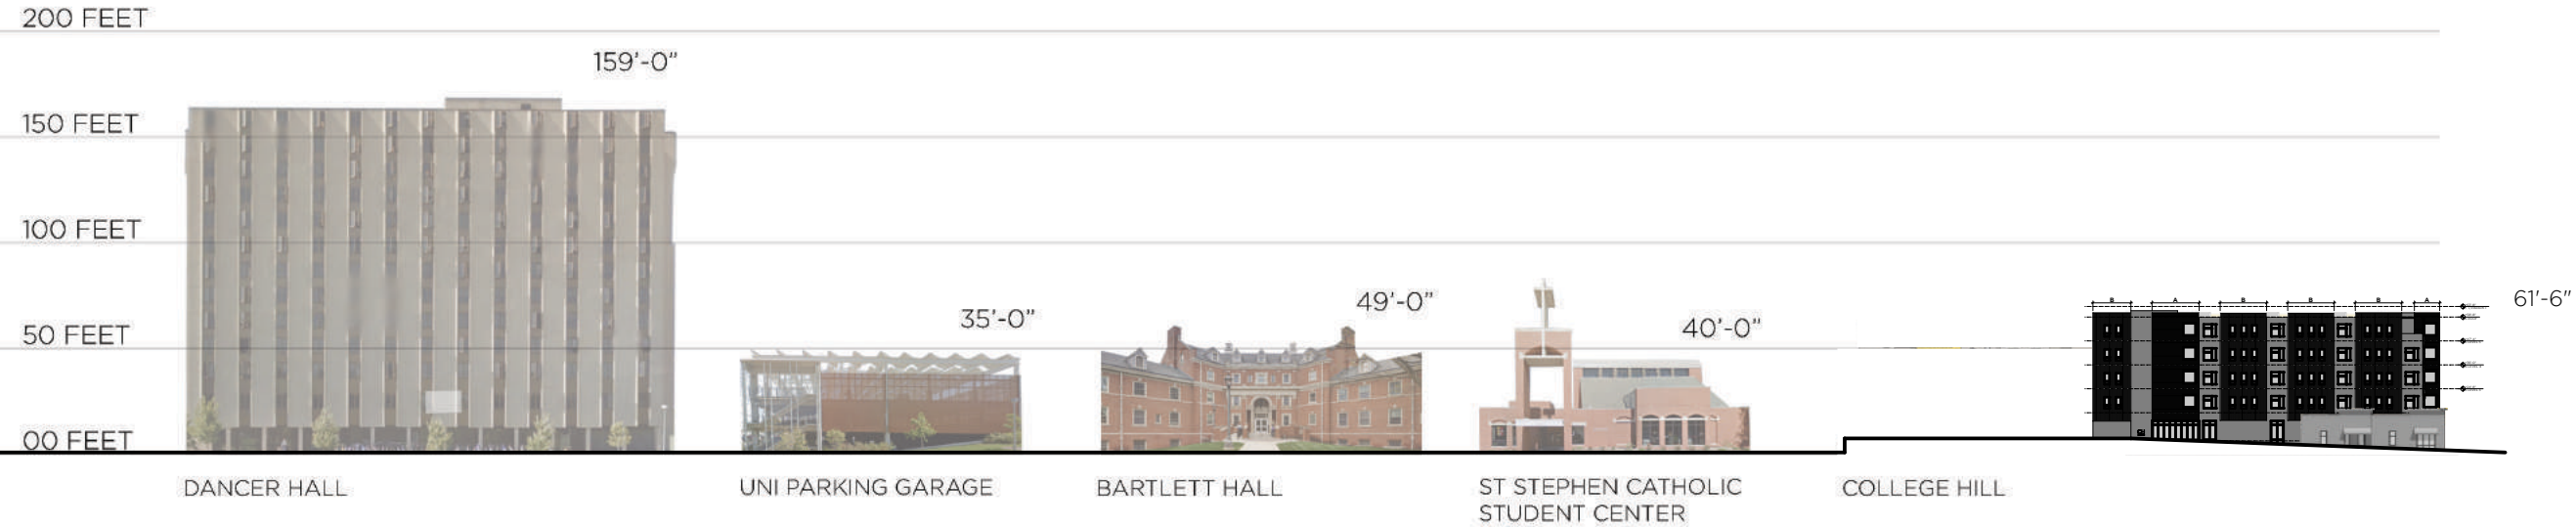 200 FEET
159'-0"
150 FEET
100 FEET
61'-6"
49'-0"
35'-0"
40'-0"
50 FEET
B A B B B A
00 FEET
DANCER HALL
UNI PARKING GARAGE
BARTLETT HALL
ST STEPHEN CATHOLIC
STUDENT CENTER
COLLEGE HILL